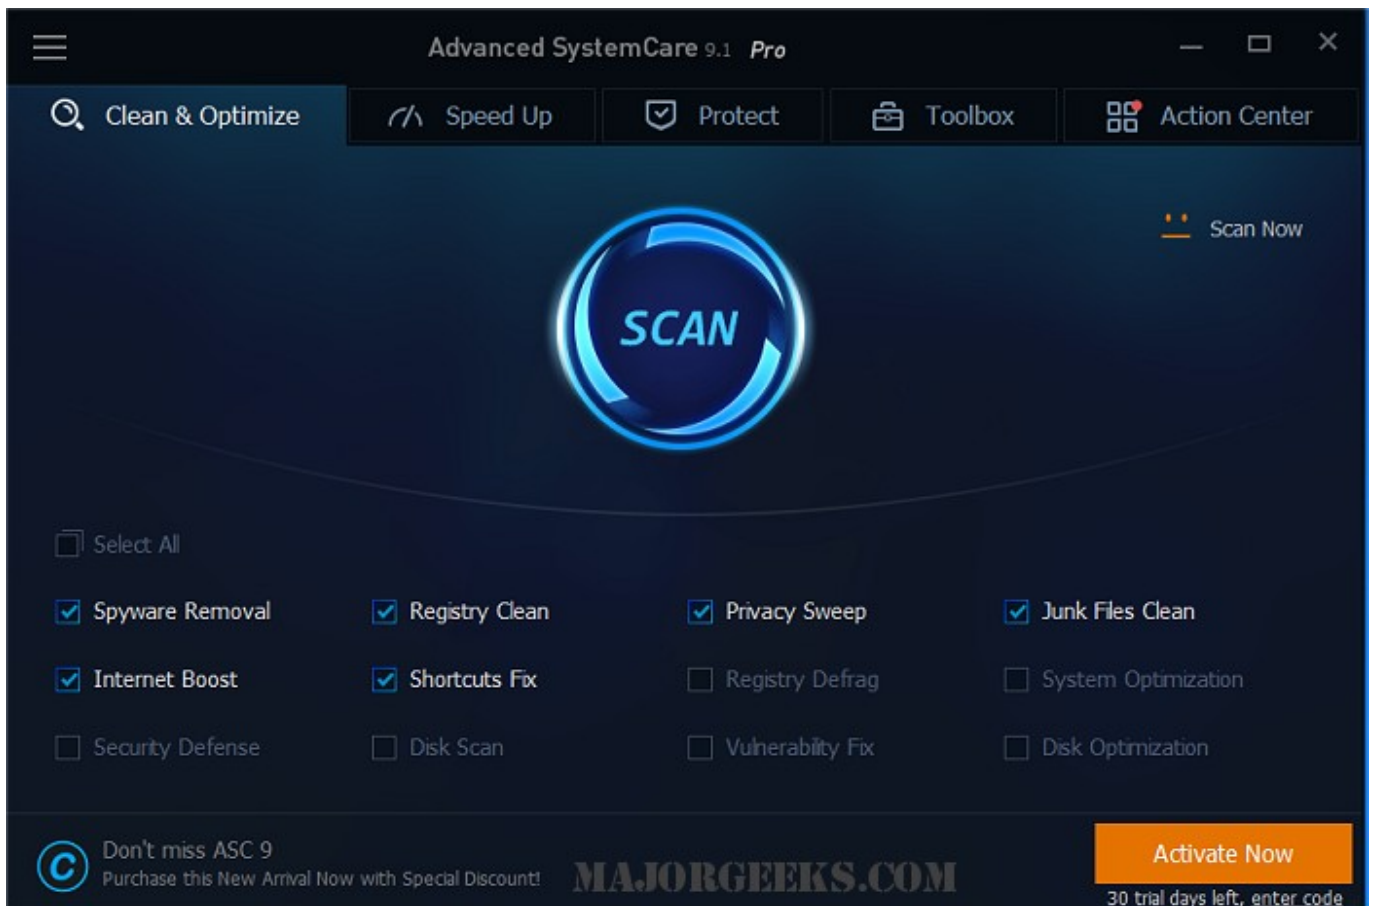 Advanced SystemCare 9.1 Pro
Clean & Optimize Speed Up Protect Toolbox Action Center
Scan Now
SCAN
Select All
Spyware Removal Registry Clean Privacy Sweep Junk Files Clean
Internet Boost Shortcuts Fix Registry Defrag System Optimization
Security Defense Disk Scan Vulnerability Fix Disk Optimization
C
Don't miss ASC 9
Purchase this New Arrival Now with Special Discount!
MAJORGEEKS.COM
Activate Now
30 trial days left, enter code